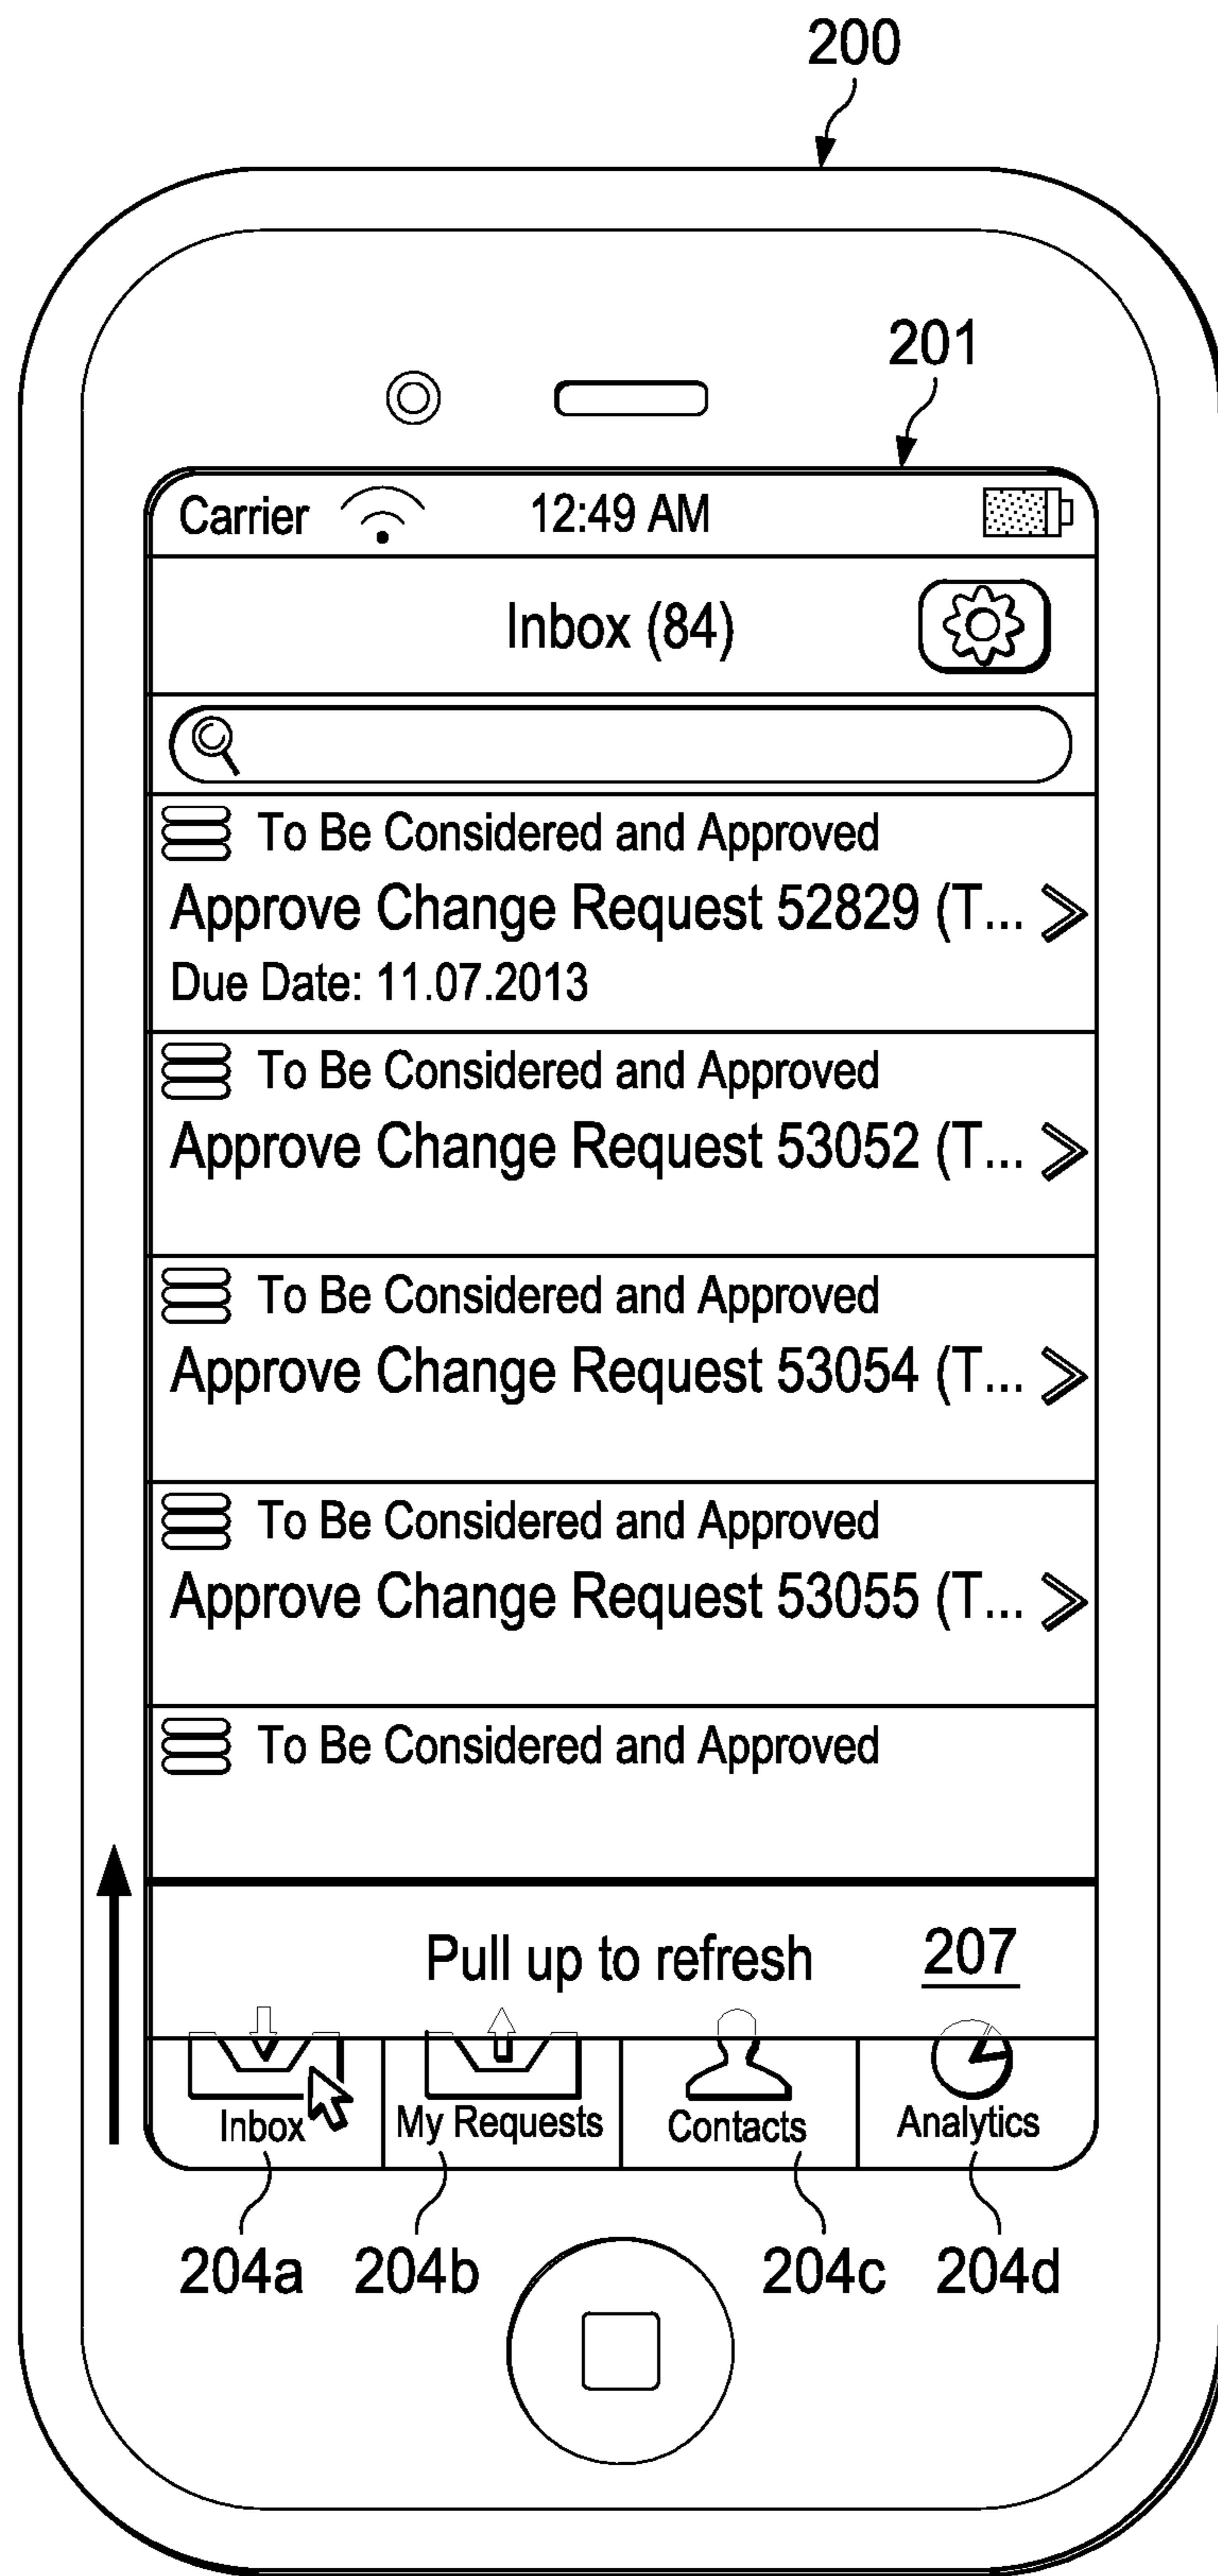 200
201
Carrier 12:49 AM
Inbox (84)
To Be Considered and Approved
Approve Change Request 52829 (T...
Due Date: 11.07.2013
To Be Considered and Approved
Approve Change Request 53052 (T...
To Be Considered and Approved
Approve Change Request 53054 (T...
To Be Considered and Approved
Approve Change Request 53055 (T...
To Be Considered and Approved
Pull up to refresh 207
Inbox My Requests Contacts Analytics
204a 204b 204c 204d